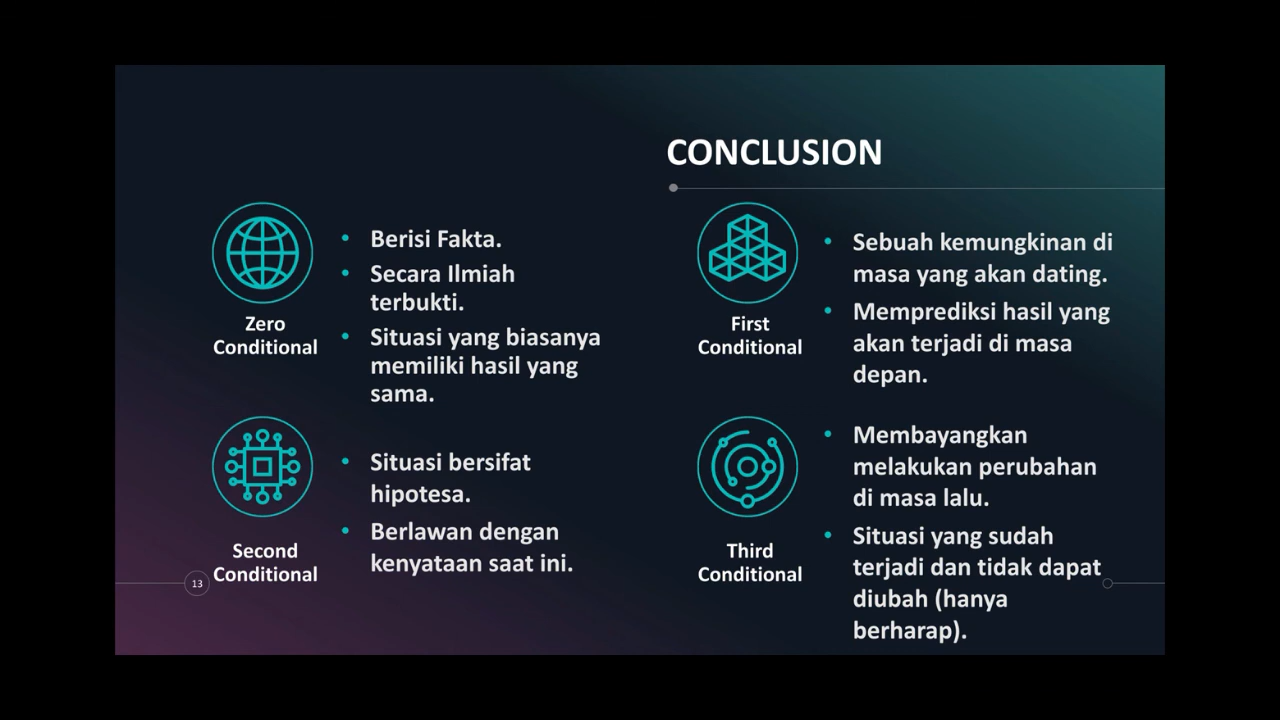 CONCLUSION
Zero
Conditional
• Berisi Fakta.
• Secara Ilmiah
terbukti.
• Situasi yang biasanya
memiliki hasil yang
sama.
First
Conditional
• Sebuah kemungkinan di
masa yang akan dating.
• Memprediksi hasil yang
akan terjadi di masa
depan.
Second
Conditional
• Situasi bersifat
hipotesa.
• Berlawan dengan
kenyataan saat ini.
Third
Conditional
• Membayangkan
melakukan perubahan
di masa lalu.
• Situasi yang sudah
terjadi dan tidak dapat
diubah (hanya
berharap).
13